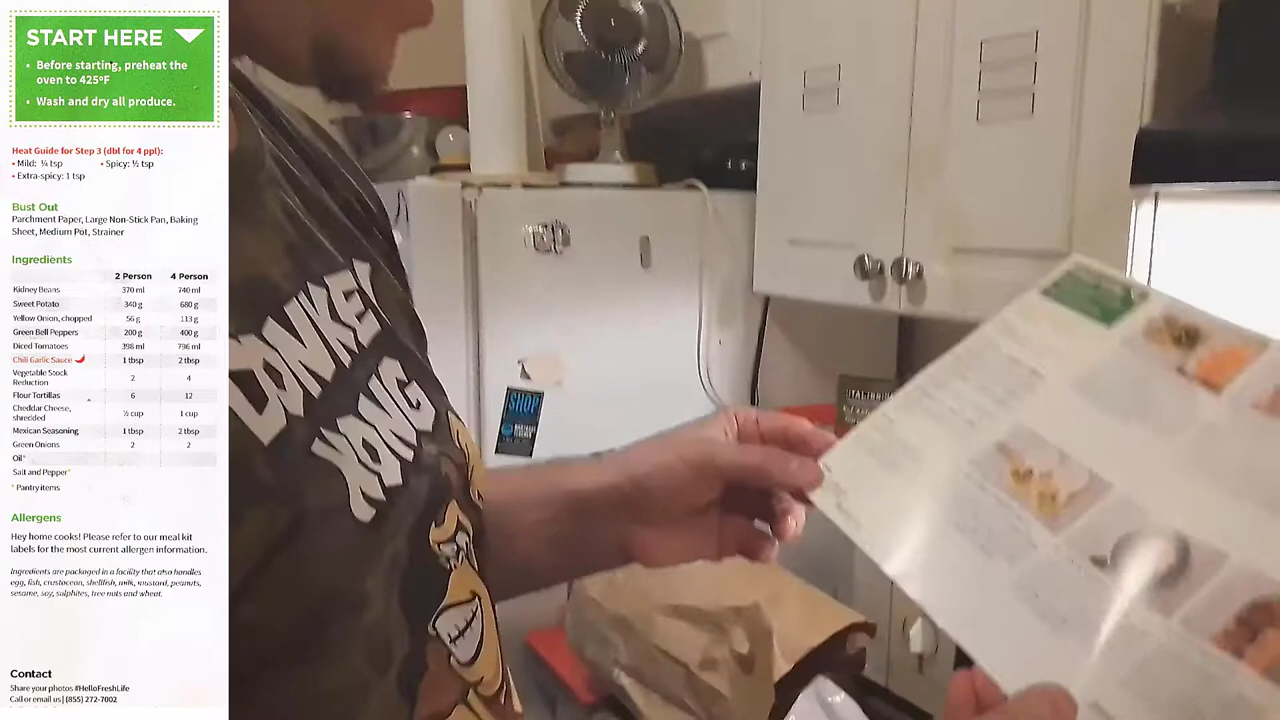 START HERE
• Before starting, preheat the
oven to 425ºF
• Wash and dry all produce.
Heat Guide for Step 3 (dbl for 4 ppl):
• Mild: ¼ tsp • Spicy: ½ tsp
• Extra-spicy: 1 tsp
Bust Out
Parchment Paper, Large Non-Stick Pan, Baking
Sheet, Medium Pot, Strainer
Ingredients
2 Person 4 Person
Kidney Beans 370 ml 740 ml
Sweet Potato 340 g 680 g
Yellow Onion, chopped 56 g 113 g
Green Bell Peppers 200 g 400 g
Diced Tomatoes 398 ml 796 ml
Chili Garlic Sauce 1 tbsp 2 tbsp
Vegetable Stock
Reduction 2 4
Flour Tortillas 6 12
Cheddar Cheese,
shredded ½ cup 1 cup
Mexican Seasoning 1 tbsp 2 tbsp
Green Onions 2 2
Oil*
Salt and Pepper*
* Pantry items
Allergens
Hey home cooks! Please refer to our meal kit
labels for the most current allergen information.
Ingredients are packaged in a facility that also handles
egg, fish, crustacean, shellfish, milk, mustard, peanuts,
sesame, soy, sulphites, tree nuts and wheat.
Contact
Share your photos #HelloFreshLife
Call or email us | (855) 272-7002
DONKEY
KONG
SHOP